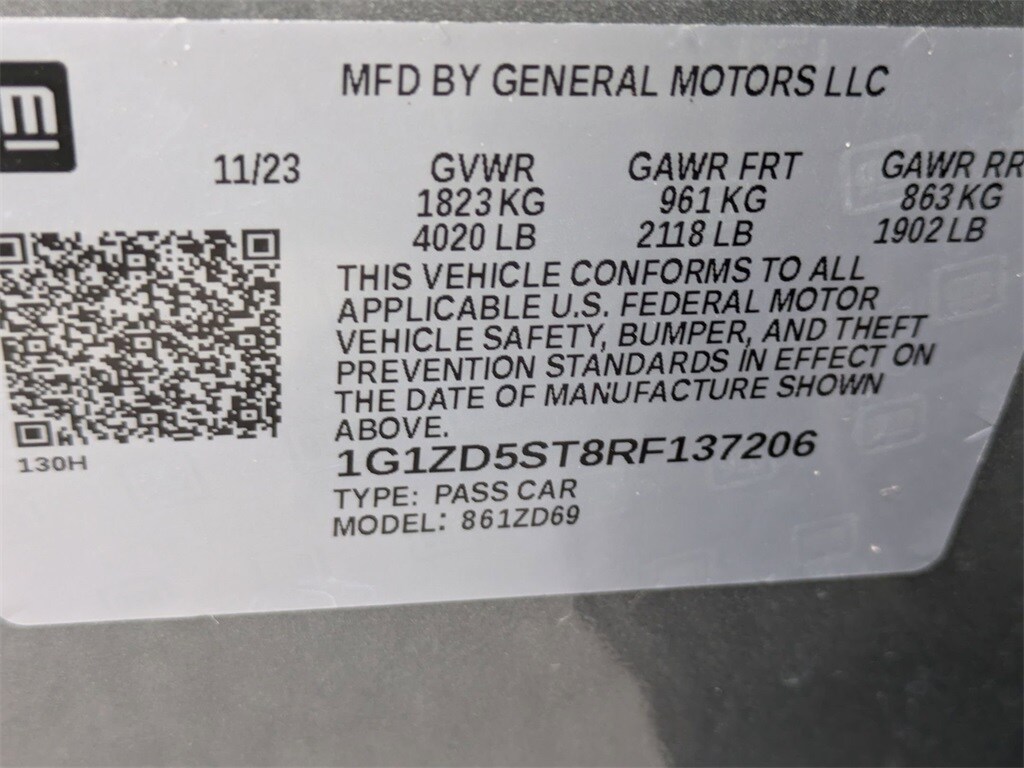 gm
MFD BY GENERAL MOTORS LLC
11/23 GVWR GAWR FRT GAWR RR
1823 KG 961 KG 863 KG
4020 LB 2118 LB 1902 LB
THIS VEHICLE CONFORMS TO ALL
APPLICABLE U.S. FEDERAL MOTOR
VEHICLE SAFETY, BUMPER, AND THEFT
PREVENTION STANDARDS IN EFFECT ON
THE DATE OF MANUFACTURE SHOWN
ABOVE.
130H
1G1ZD5ST8RF137206
TYPE: PASS CAR
MODEL: 861ZD69